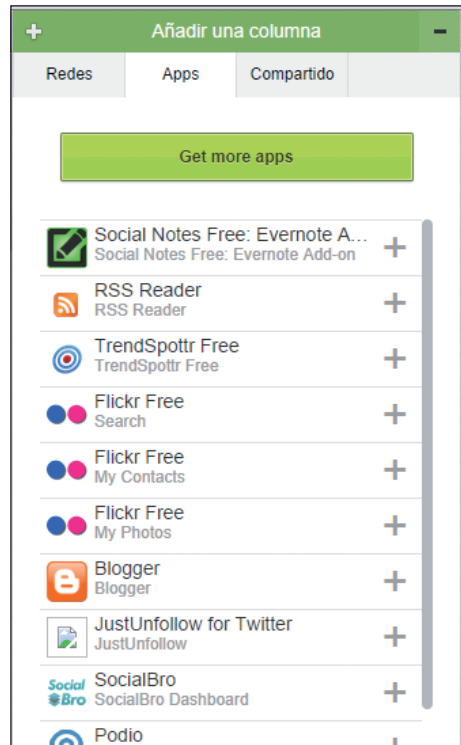 Añadir una columna
Redes Apps Compartido
Get more apps
Social Notes Free: Evernote A...
Social Notes Free: Evernote Add-on
RSS Reader
RSS Reader
TrendSpottr Free
TrendSpottr Free
Flickr Free
Search
Flickr Free
My Contacts
Flickr Free
My Photos
Blogger
Blogger
JustUnfollow for Twitter
JustUnfollow
Social
Bro
SocialBro
SocialBro Dashboard
Podio